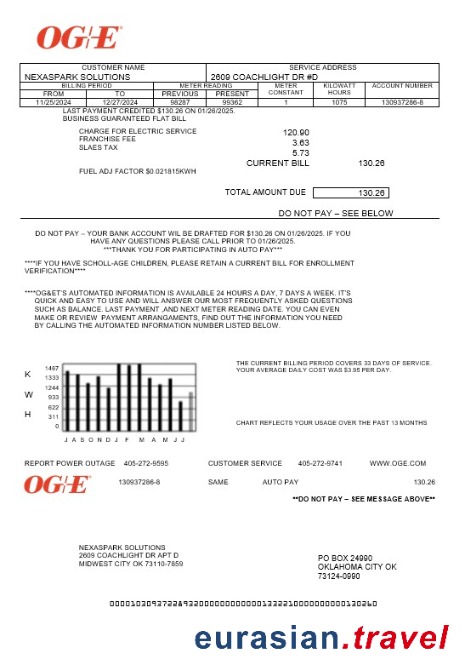 OG&E
CUSTOMER NAME SERVICE ADDRESS
NEXASPARK SOLUTIONS 2609 COACHLIGHT DR #D
BILLING PERIOD METER READING METER KILOWATT ACCOUNT NUMBER
FROM TO PREVIOUS PRESENT CONSTANT HOURS
11/25/2024 12/27/2024 98287 99362 1 1075 130937286-8
LAST PAYMENT CREDITED $130.26 ON 01/26/2025.
BUSINESS GUARANTEED FLAT BILL
CHARGE FOR ELECTRIC SERVICE 120.90
FRANCHISE FEE 3.63
SLAES TAX 5.73
CURRENT BILL 130.26
FUEL ADJ FACTOR $0.021815KWH
TOTAL AMOUNT DUE 130.26
DO NOT PAY – SEE BELOW
DO NOT PAY – YOUR BANK ACCOUNT WIL BE DRAFTED FOR $130.26 ON 01/26/2025. IF YOU
HAVE ANY QUESTIONS PLEASE CALL PRIOR TO 01/26/2025.
***THANK YOU FOR PARTICIPATING IN AUTO PAY***
****IF YOU HAVE SCHOLL-AGE CHILDREN, PLEASE RETAIN A CURRENT BILL FOR ENROLLMENT
VERIFICATION****
****OG&ET'S AUTOMATED INFORMATION IS AVAILABLE 24 HOURS A DAY, 7 DAYS A WEEK. IT'S
QUICK AND EASY TO USE AND WILL ANSWER OUR MOST FREQUENTLY ASKED QUESTIONS
SUCH AS BALANCE. LAST PAYMENT ,AND NEXT METER READING DATE. YOU CAN EVEN
MAKE OR REVIEW PAYMENT ARRANGAMENTS, FIND OUT THE INFORMATION YOU NEED
BY CALLING THE AUTOMATED INFORMATION NUMBER LISTED BELOW.
K
W
H
1467
1333
1244
933
622
311
0
J A S O N D J F M A M J J
THE CURRENT BILLING PERIOD COVERS 33 DAYS OF SERVICE.
YOUR AVERAGE DAILY COST WAS $3.95 PER DAY.
CHART REFLECTS YOUR USAGE OVER THE PAST 13 MONTHS
REPORT POWER OUTAGE 405-272-9595 CUSTOMER SERVICE 405-272-9741 WWW.OGE.COM
OG&E 130937286-8 SAME AUTO PAY 130.26
**DO NOT PAY – SEE MESSAGE ABOVE**
NEXASPARK SOLUTIONS
2609 COACHLIGHT DR APT D
MIDWEST CITY OK 73110-7859
PO BOX 24990
OKLAHOMA CITY OK
73124-0990
eurasian.travel